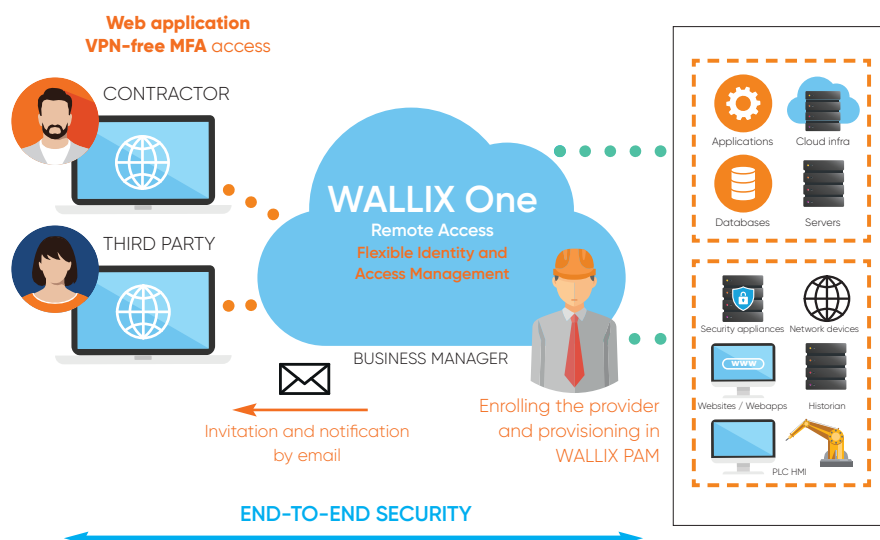 Web application
VPN-free MFA access
CONTRACTOR
THIRD PARTY
WALLIX One
Remote Access
Flexible Identity and
Access Management
BUSINESS MANAGER
Invitation and notification
by email
Enrolling the provider
and provisioning in
WALLIX PAM
END-TO-END SECURITY
Applications
Cloud infra
Databases
Servers
Security appliances
Network devices
www
Websites / Webapps
Historian
PLC HMI